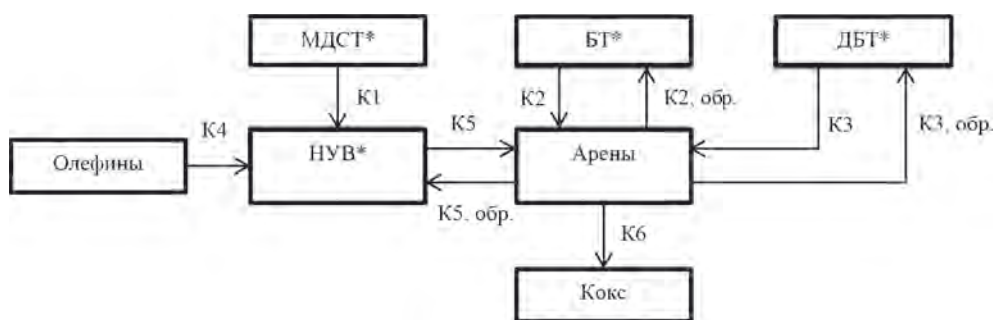 МДСТ*
БТ*
ДБТ*
К1
К2
К2, обр.
К3
К3, обр.
К4
К5
Олефины
НУВ*
Арены
К5, обр.
К6
Кокс